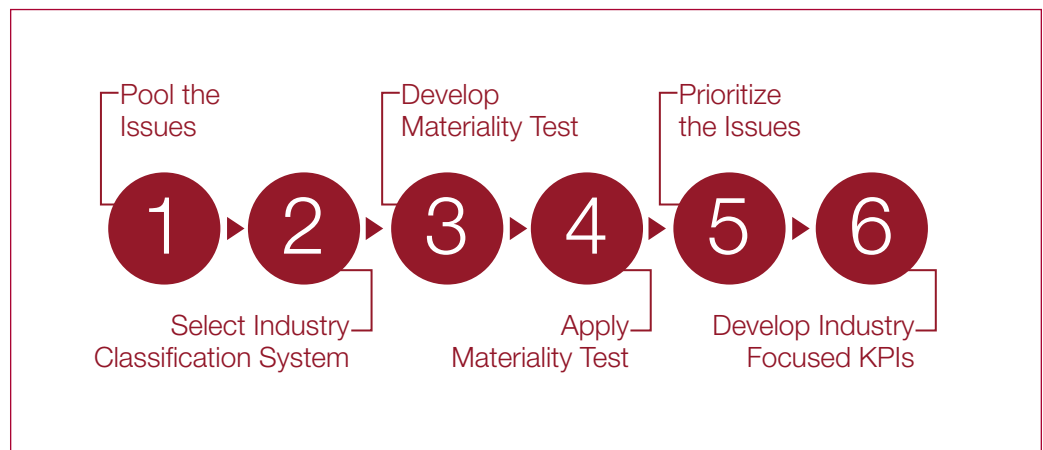 Pool the
Issues
Develop
Materiality Test
Prioritize
the Issues
1
2
3
4
5
6
Select Industry
Classification System
Apply
Materiality Test
Develop Industry
Focused KPIs